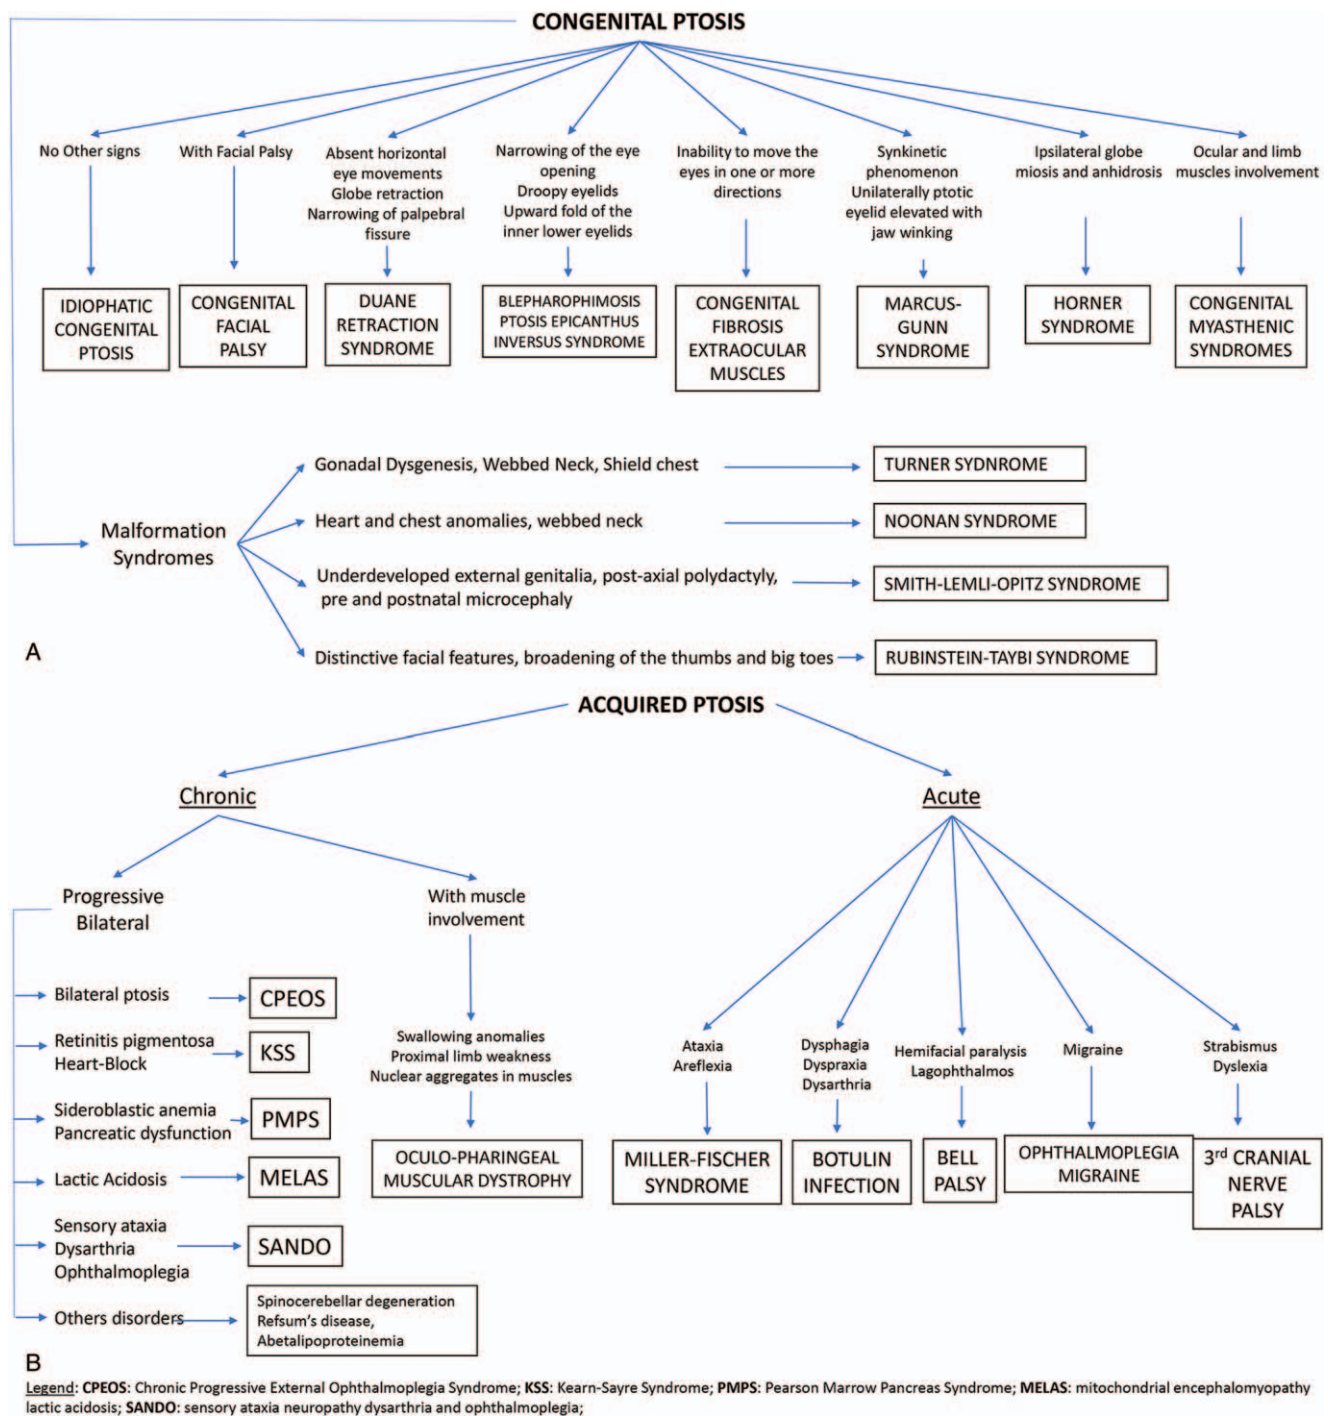 CONGENITAL PTOSIS
No Other signs
With Facial Palsy
Absent horizontal
eye movements
Globe retraction
Narrowing of palpebral
fissure
Narrowing of the eye
opening
Droopy eyelids
Upward fold of the
inner lower eyelids
Inability to move the
eyes in one or more
directions
Synkinetic
phenomenon
Unilaterally ptotic
eyelid elevated with
jaw winking
Ipsilateral globe
miosis and anhidrosis
Ocular and limb
muscles involvement
IDIOPHATIC
CONGENITAL
PTOSIS
CONGENITAL
FACIAL
PALSY
DUANE
RETRACTION
SYNDROME
BLEPHAROPHIMOSIS
PTOSIS EPICANTHUS
INVERSUS SYNDROME
CONGENITAL
FIBROSIS
EXTRAOCULAR
MUSCLES
MARCUS-
GUNN
SYNDROME
HORNER
SYNDROME
CONGENITAL
MYASTHENIC
SYNDROMES
Malformation
Syndromes
Gonadal Dysgenesis, Webbed Neck, Shield chest
TURNER SYDNROME
Heart and chest anomalies, webbed neck
NOONAN SYNDROME
Underdeveloped external genitalia, post-axial polydactyly,
pre and postnatal microcephaly
SMITH-LEMLI-OPITZ SYNDROME
Distinctive facial features, broadening of the thumbs and big toes
RUBINSTEIN-TAYBI SYNDROME
A
ACQUIRED PTOSIS
Chronic
Acute
Progressive
Bilateral
With muscle
involvement
Bilateral ptosis
CPEOS
Retinitis pigmentosa
Heart-Block
KSS
Sideroblastic anemia
Pancreatic dysfunction
PMPS
Lactic Acidosis
MELAS
Sensory ataxia
Dysarthria
Ophthalmoplegia
SANDO
Others disorders
Spinocerebellar degeneration
Refsum's disease,
Abetalipoproteinemia
Swallowing anomalies
Proximal limb weakness
Nuclear aggregates in muscles
OCULO-PHARINGEAL
MUSCULAR DYSTROPHY
Ataxia
Areflexia
Dysphagia
Dyspraxia
Dysarthria
Hemifacial paralysis
Lagophthalmos
Migraine
Strabismus
Dyslexia
MILLER-FISCHER
SYNDROME
BOTULIN
INFECTION
BELL
PALSY
OPHTHALMOPLEGIA
MIGRAINE
3rd CRANIAL
NERVE
PALSY
B
Legend: CPEOS: Chronic Progressive External Ophthalmoplegia Syndrome; KSS: Kearn-Sayre Syndrome; PMPS: Pearson Marrow Pancreas Syndrome; MELAS: mitochondrial encephalomyopathy
lactic acidosis; SANDO: sensory ataxia neuropathy dysarthria and ophthalmoplegia;